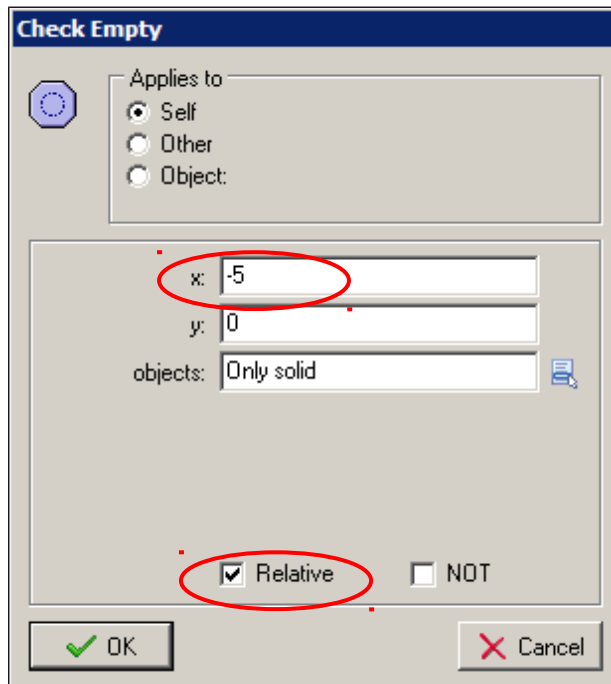 Check Empty
Applies to
Self
Other
Object:
x: -5
y: 0
objects: Only solid
Relative NOT
OK Cancel